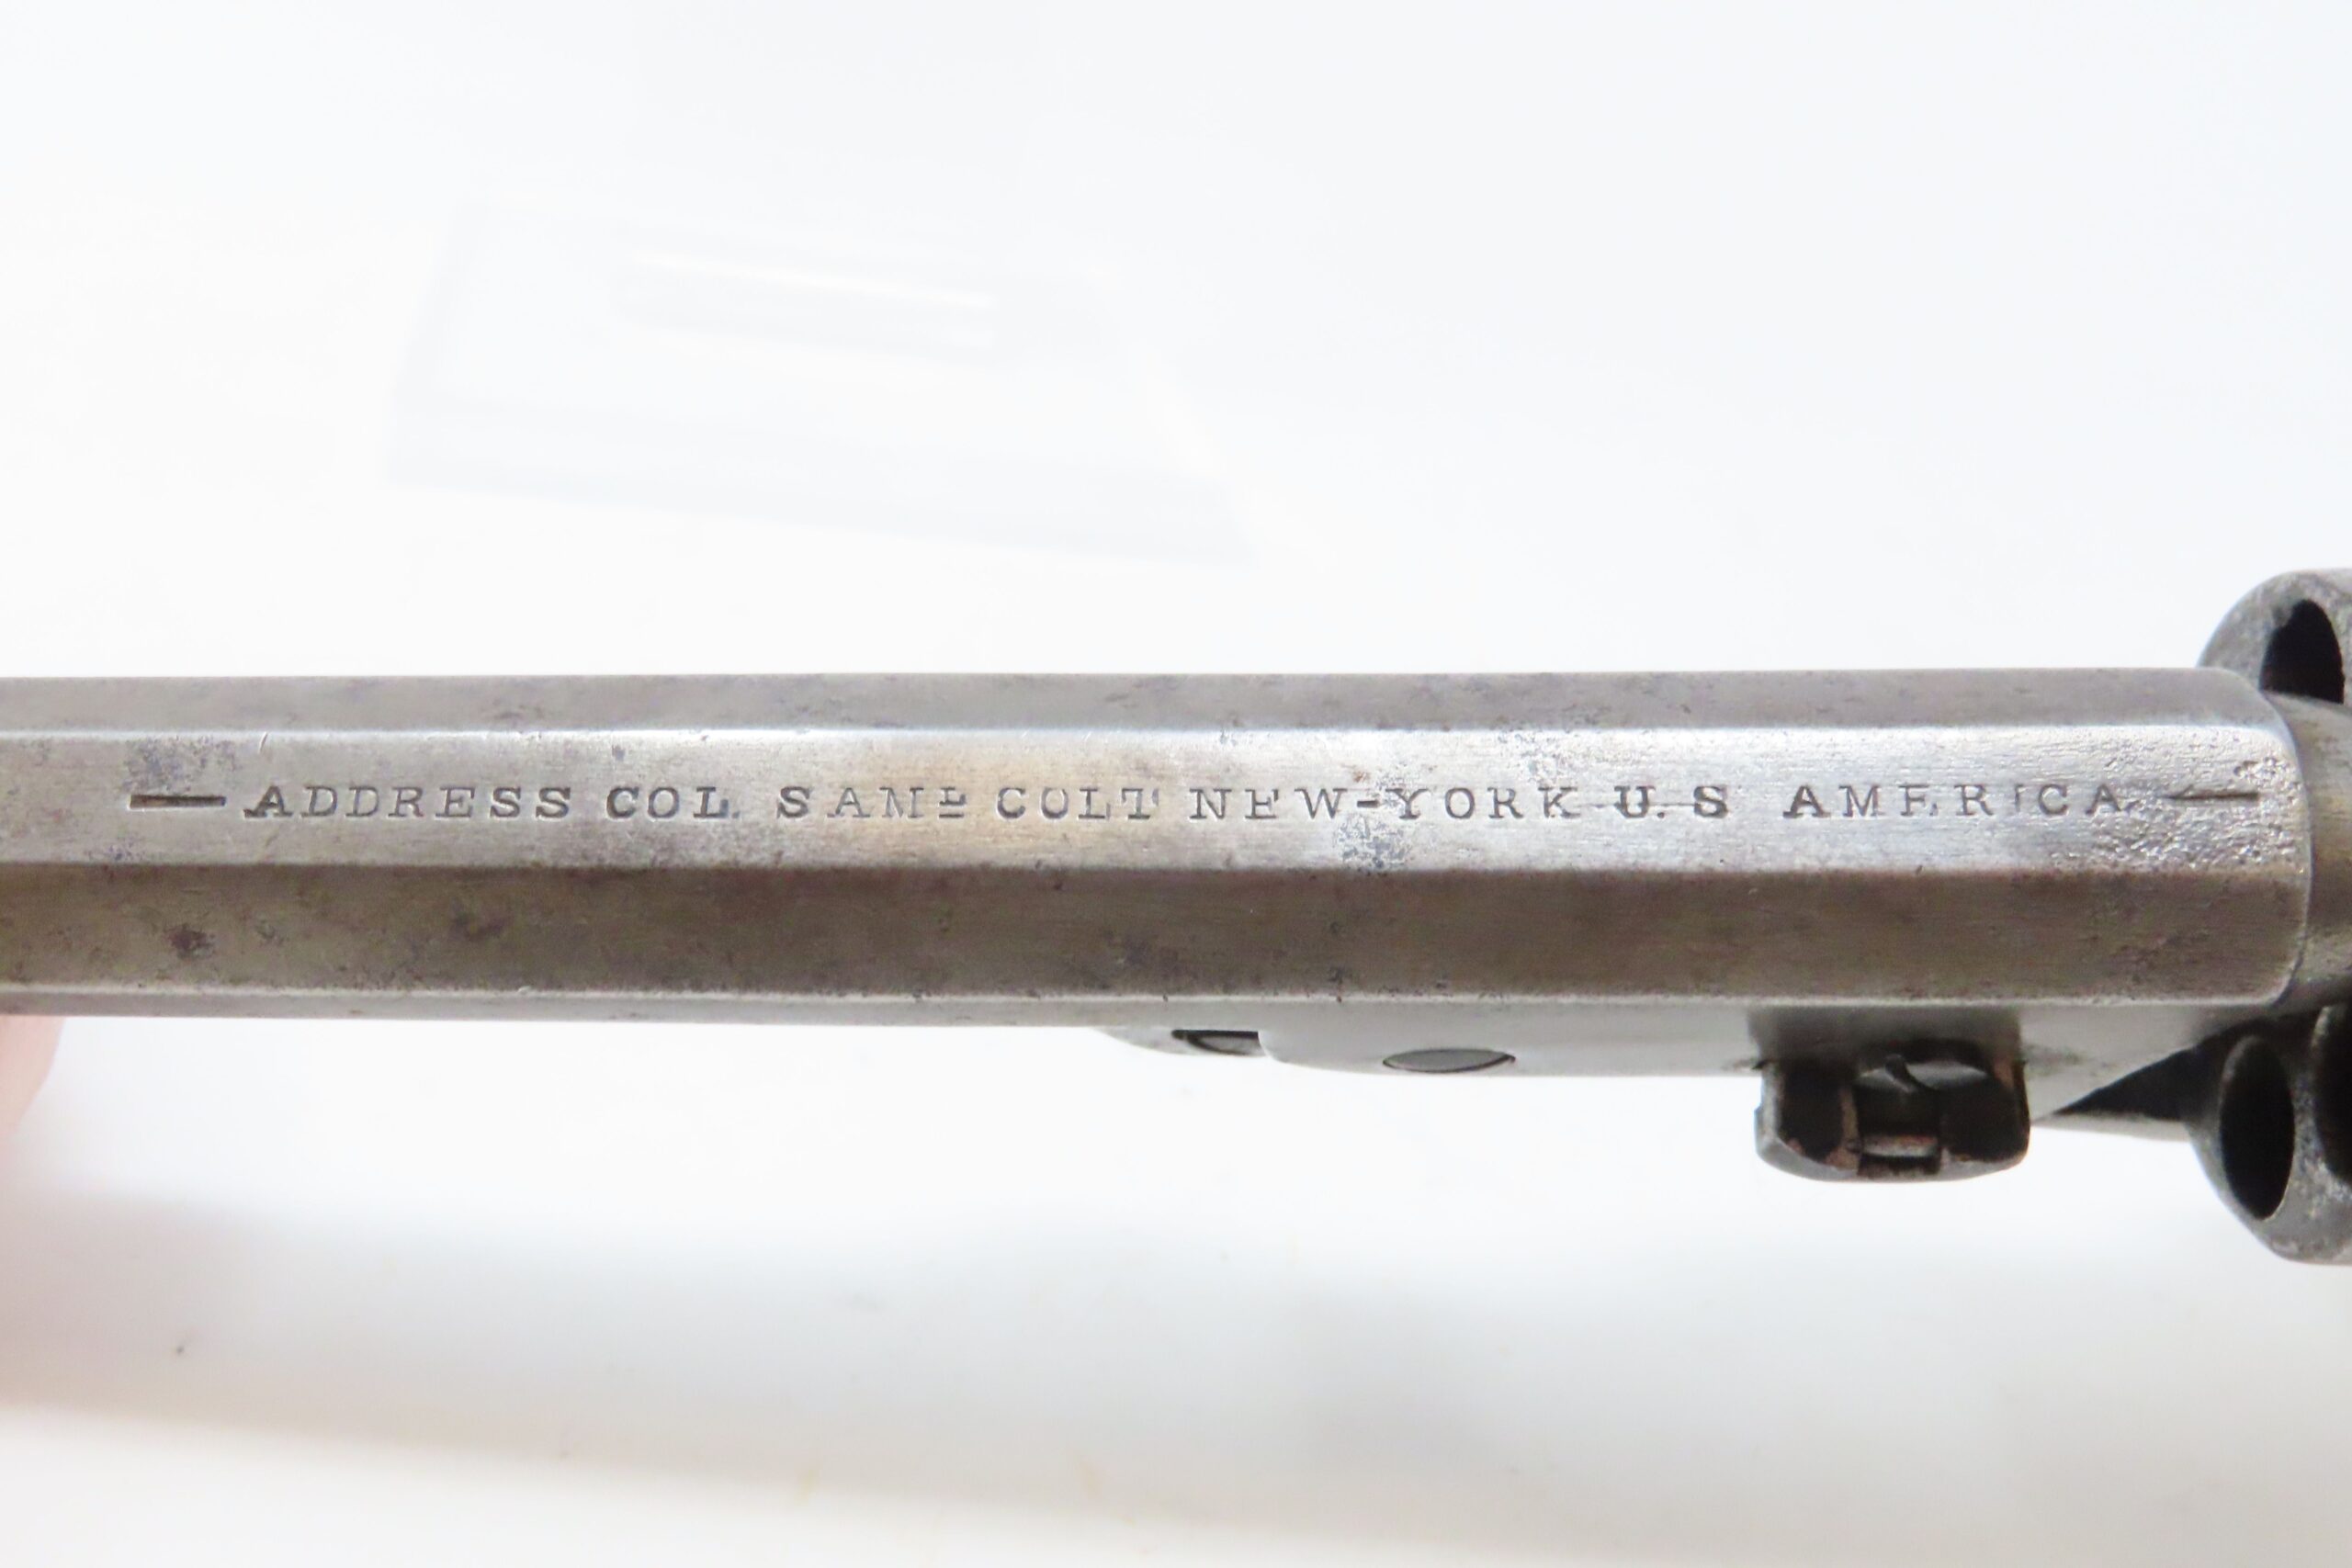 — ADDRESS COL. SAML COLT NEW-YORK U.S AMERICA —